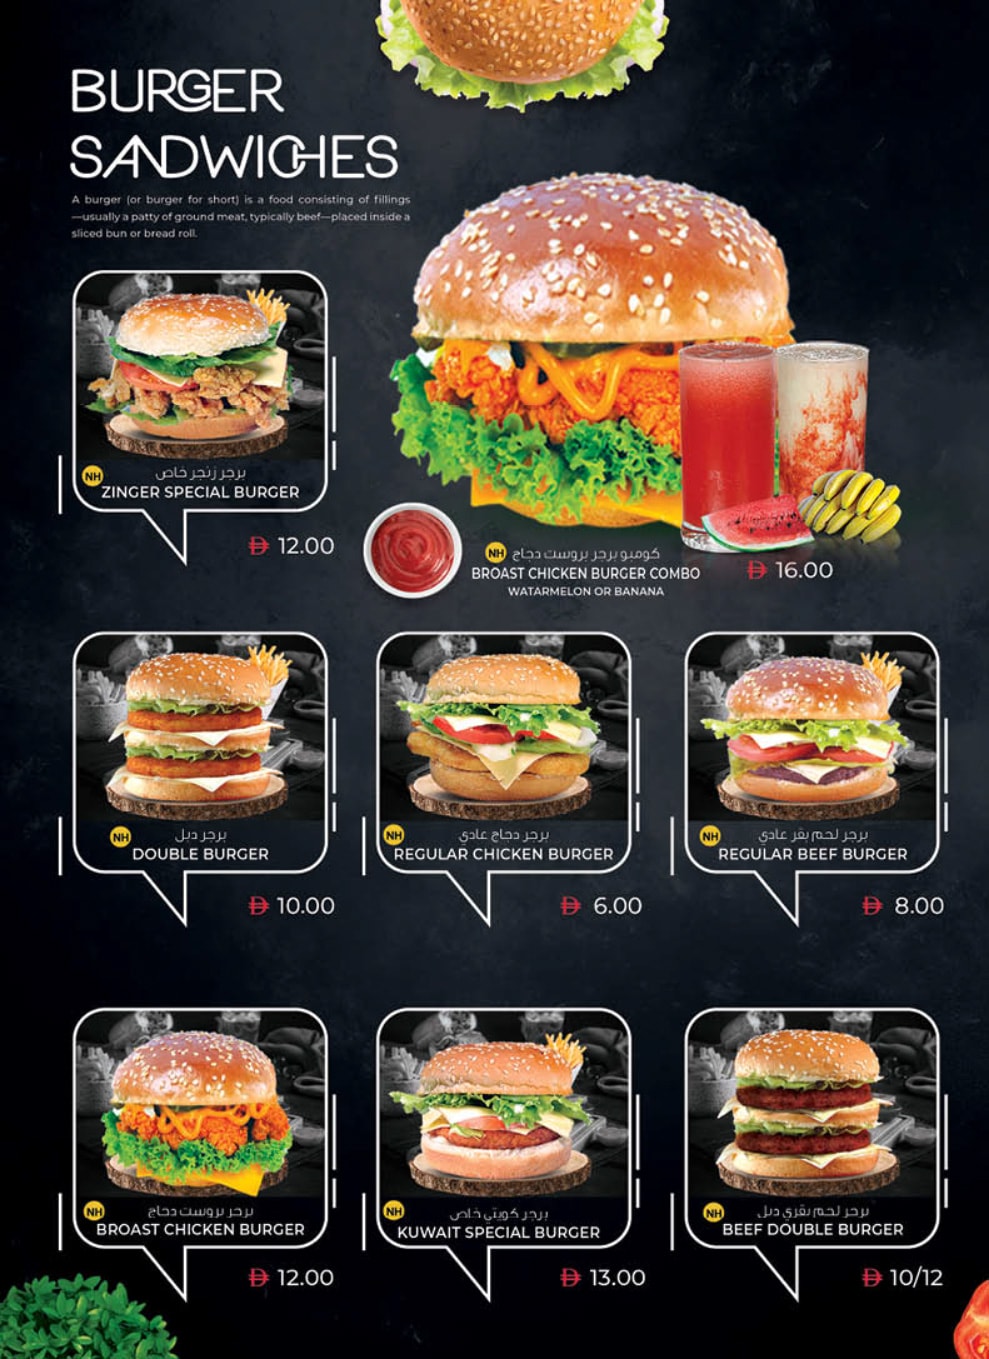 BURGER
SANDWICHES
A burger (or burger for short) is a food consisting of fillings
—usually a patty of ground meat, typically beef—placed inside a
sliced bun or bread roll.
NH برجر زنجر خاص
ZINGER SPECIAL BURGER
12.00
NH كومبو برجر بروست دجاج
BROAST CHICKEN BURGER COMBO
WATARMELON OR BANANA
16.00
NH برجر دبل
DOUBLE BURGER
10.00
NH برجر دجاج عادي
REGULAR CHICKEN BURGER
6.00
NH برجر لحم بقر عادي
REGULAR BEEF BURGER
8.00
NH برجر بروست دجاج
BROAST CHICKEN BURGER
12.00
NH برجر كويتي خاص
KUWAIT SPECIAL BURGER
13.00
NH برجر لحم بقري دبل
BEEF DOUBLE BURGER
10/12